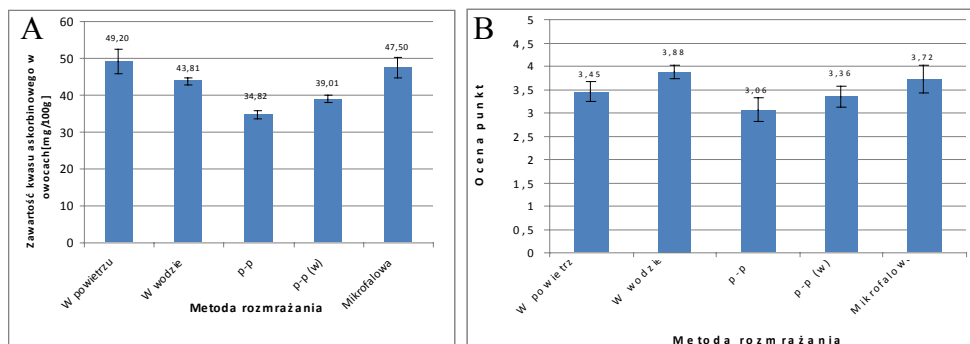 A
Zawartość kwasu askorbinowego w
owocach[mg/100g]
60
50
40
30
20
10
0
49,20
43,81
34,82
39,01
47,50
W powietrzu
W wodzie
p-p
p-p (w)
Mikrofalowa
Metoda rozmrażania
B
Ocena punkt
5
4,5
4
3,5
3
2,5
2
1,5
1
0,5
0
3,45
3,88
3,06
3,36
3,72
W powietrz
W wodzie
p-p
p-p (w)
Mikrofalow
Metoda rozmrażania